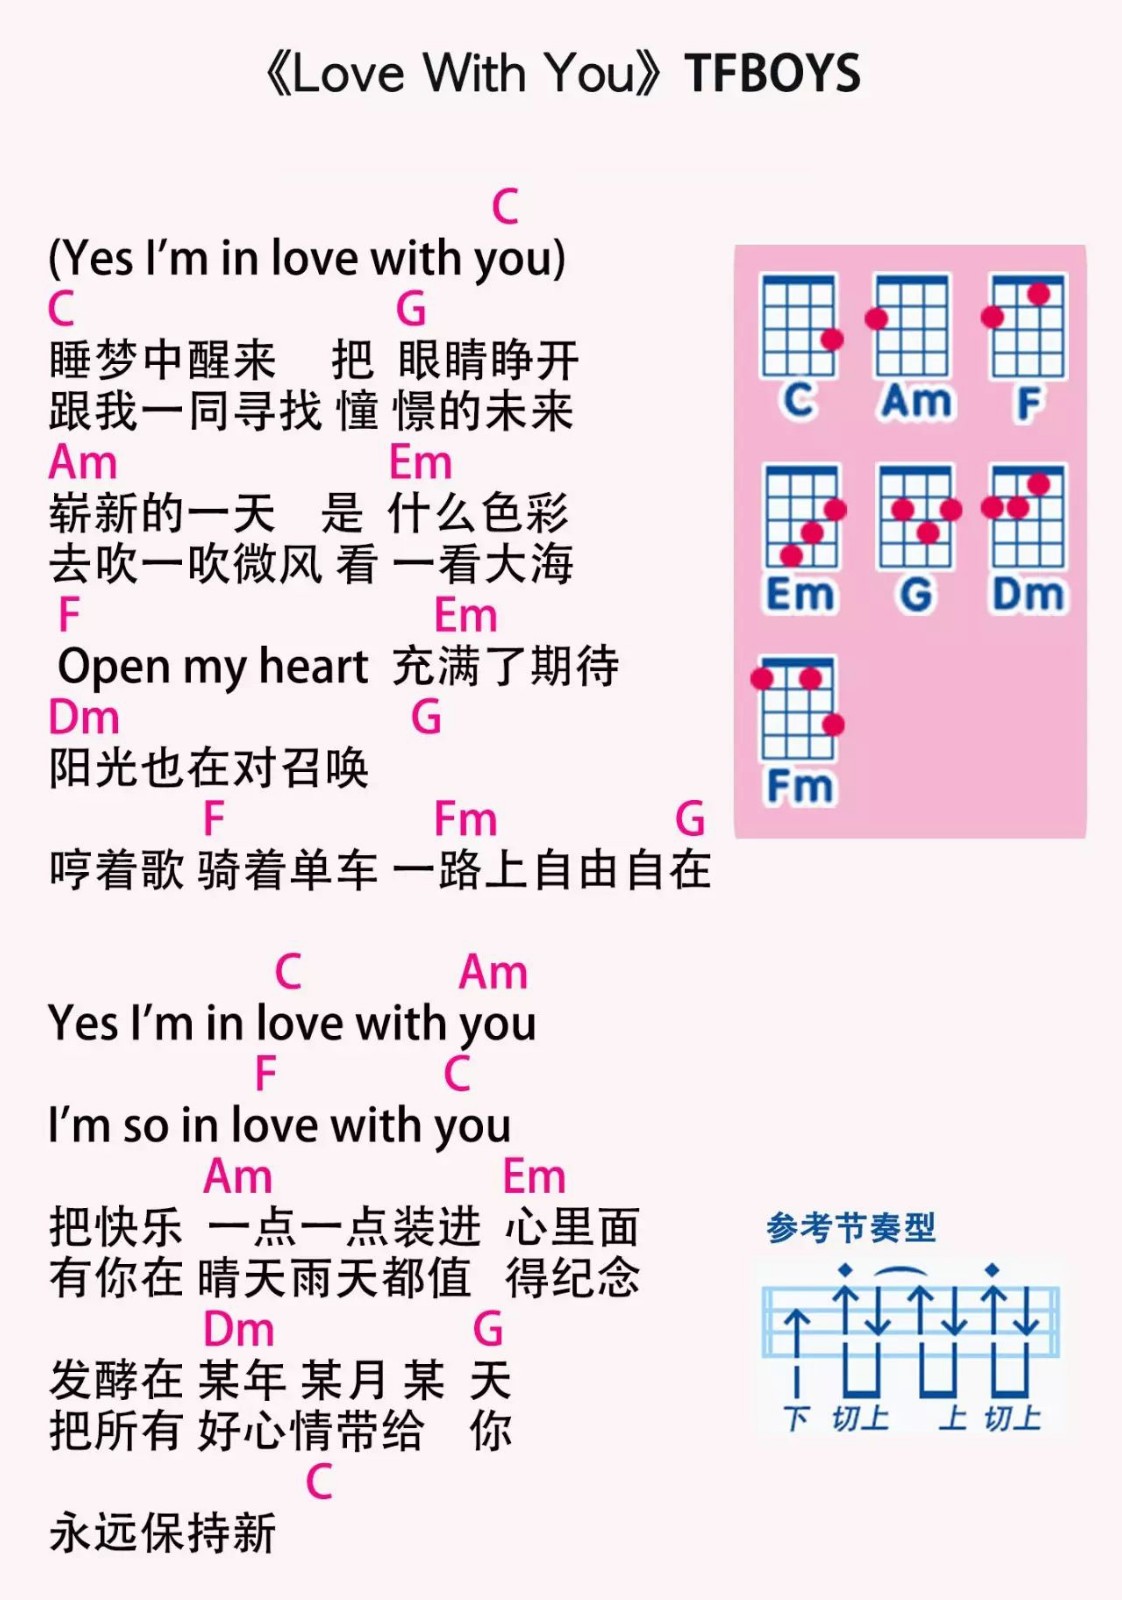 《Love With You》TFBOYS
C
(Yes I’m in love with you)
C G
睡梦中醒来 把 眼睛睁开
跟我一同寻找 憧 憬的未来
Am Em
崭新的一天 是 什么色彩
去吹一吹微风 看 一看大海
F Em
Open my heart 充满了期待
Dm G
阳光也在对召唤
F Fm G
哼着歌 骑着单车 一路上自由自在
C Am
Yes I’m in love with you
F C
I’m so in love with you
Am Em
把快乐 一点一点装进 心里面
有你在 晴天雨天都值 得纪念
Dm G
发酵在 某年 某月 某 天
把所有 好心情带给 你
C
永远保持新
C Am F
Em G Dm
Fm
参考节奏型
下 切上 上 切上